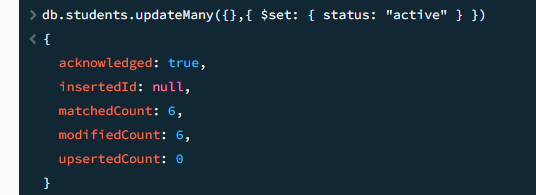 > db.students.updateMany({},{ $set: { status: "active" } })
< {
acknowledged: true,
insertedId: null,
matchedCount: 6,
modifiedCount: 6,
upsertedCount: 0
}